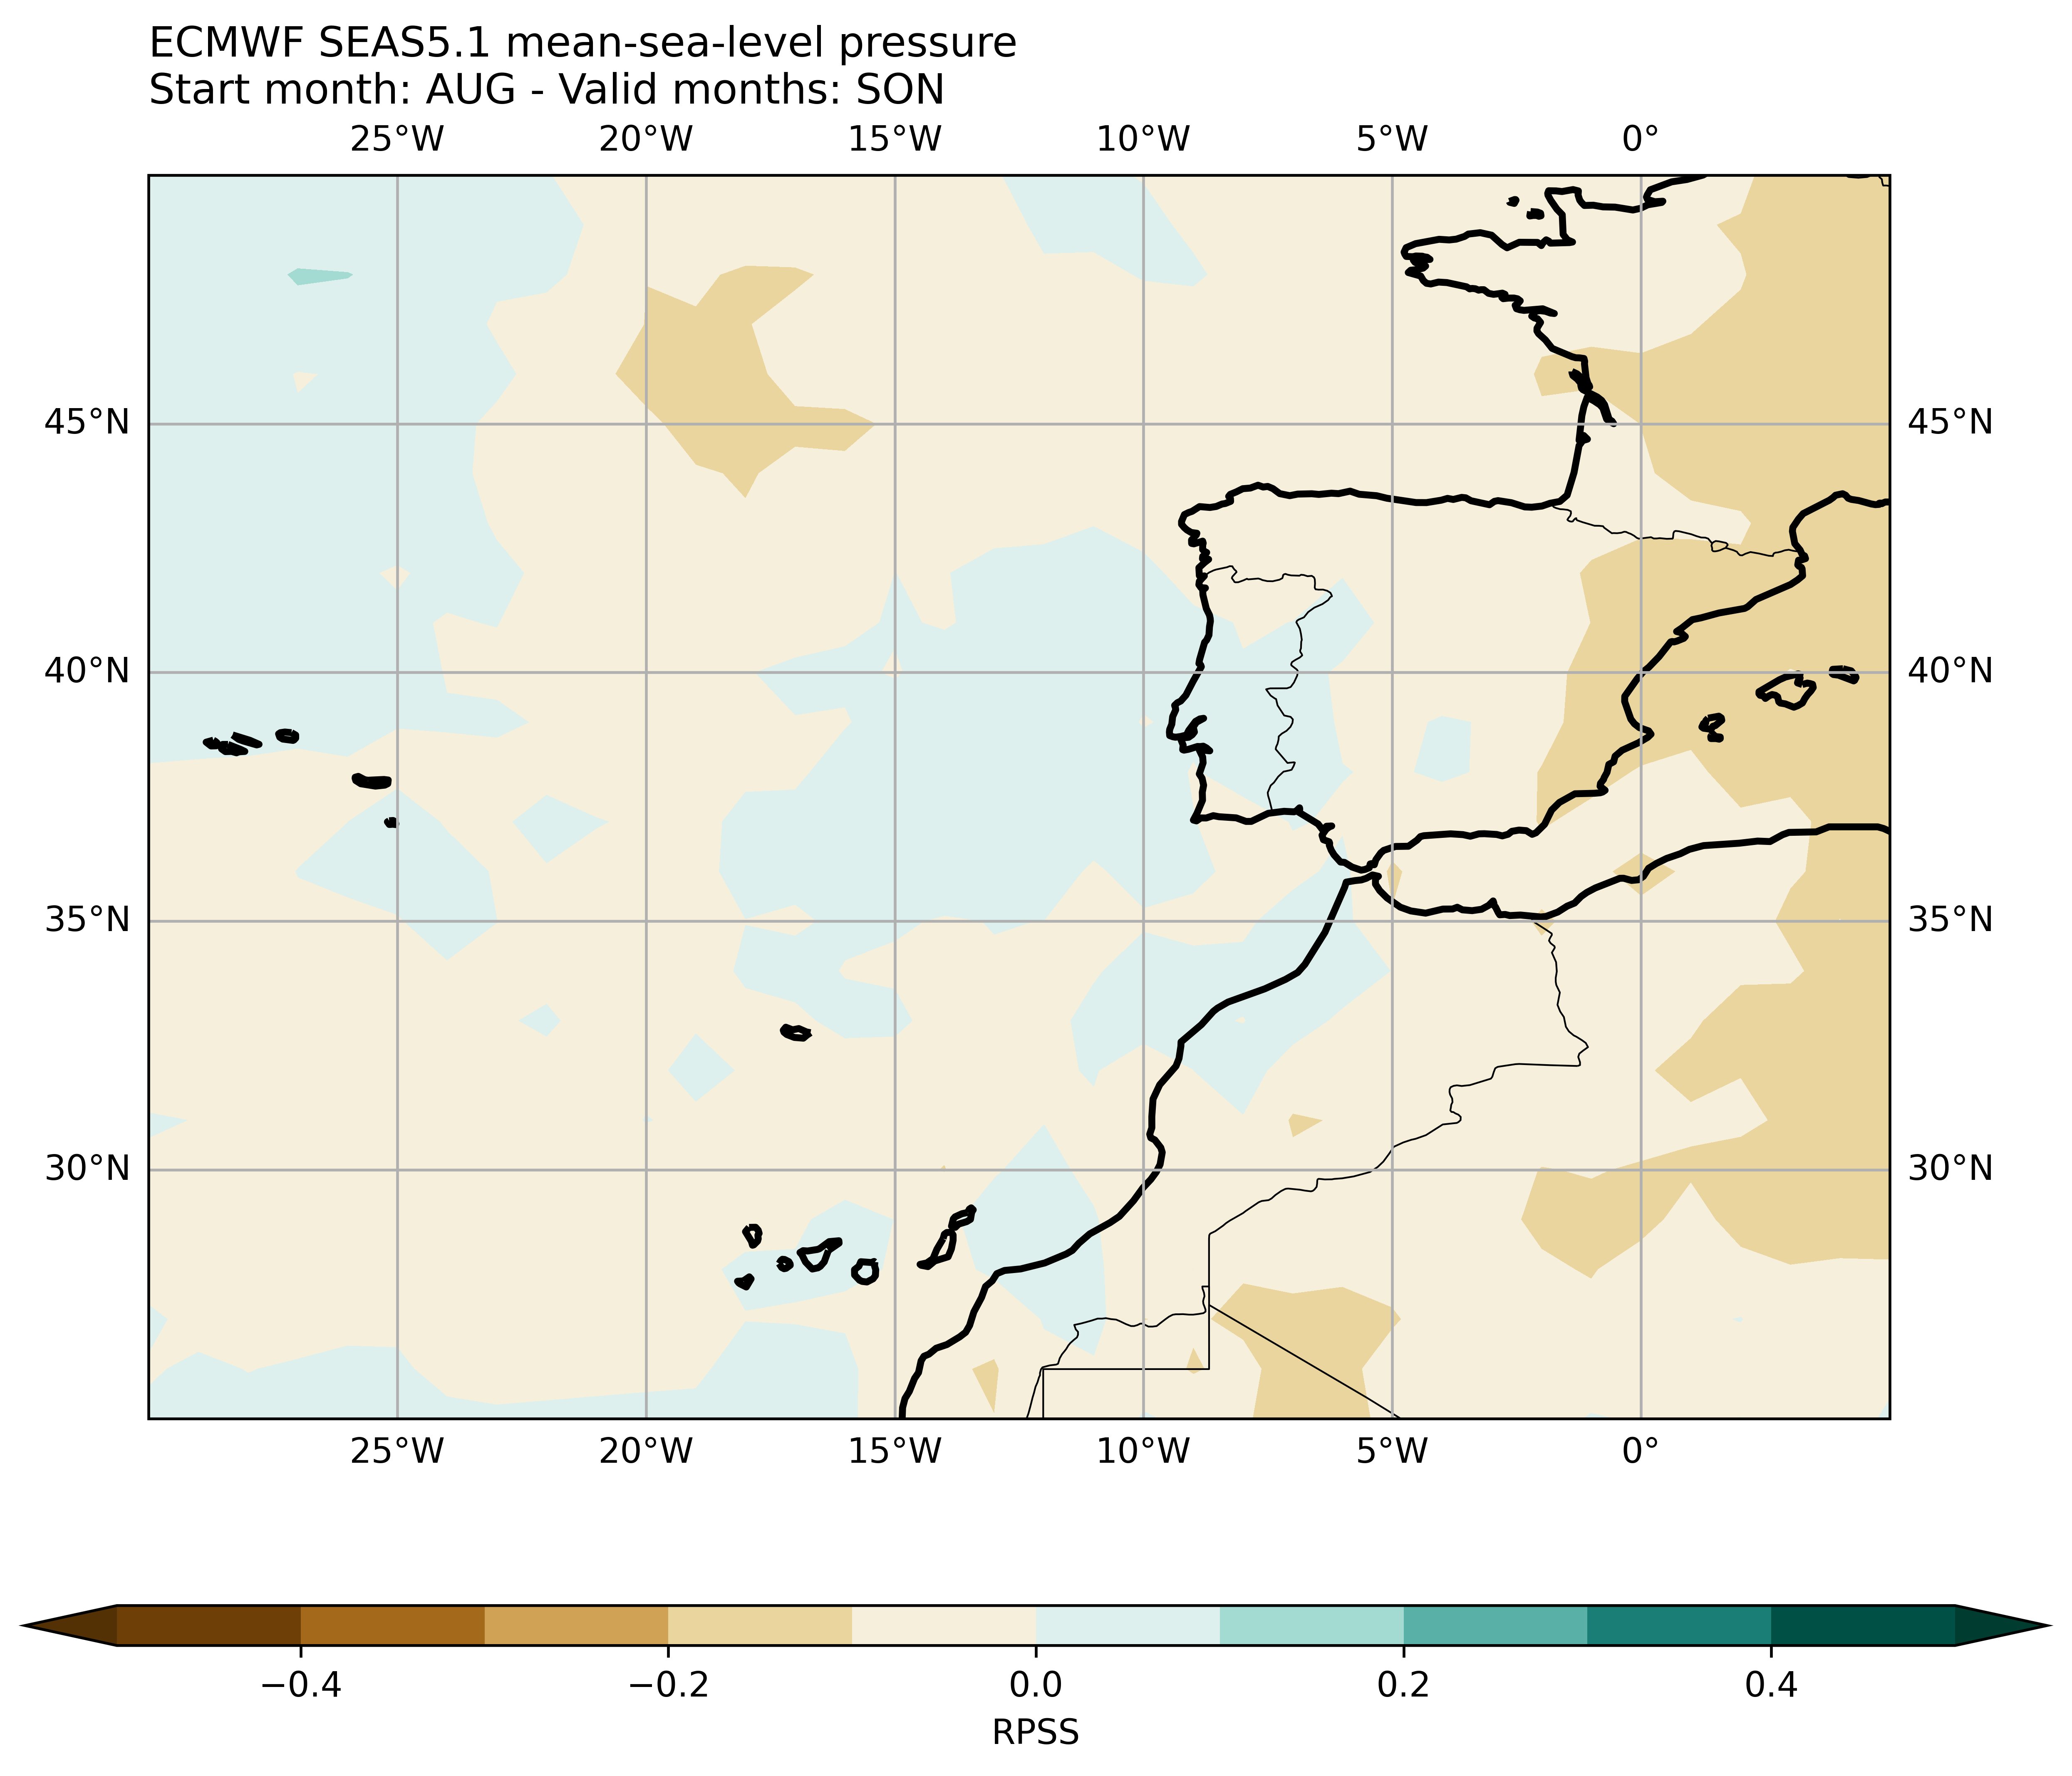 ECMWF SEAS5.1 mean-sea-level pressure
Start month: AUG - Valid months: SON
25°W 20°W 15°W 10°W 5°W 0°
45°N 45°N
40°N 40°N
35°N 35°N
30°N 30°N
25°W 20°W 15°W 10°W 5°W 0°
−0.4 −0.2 0.0 0.2 0.4
RPSS